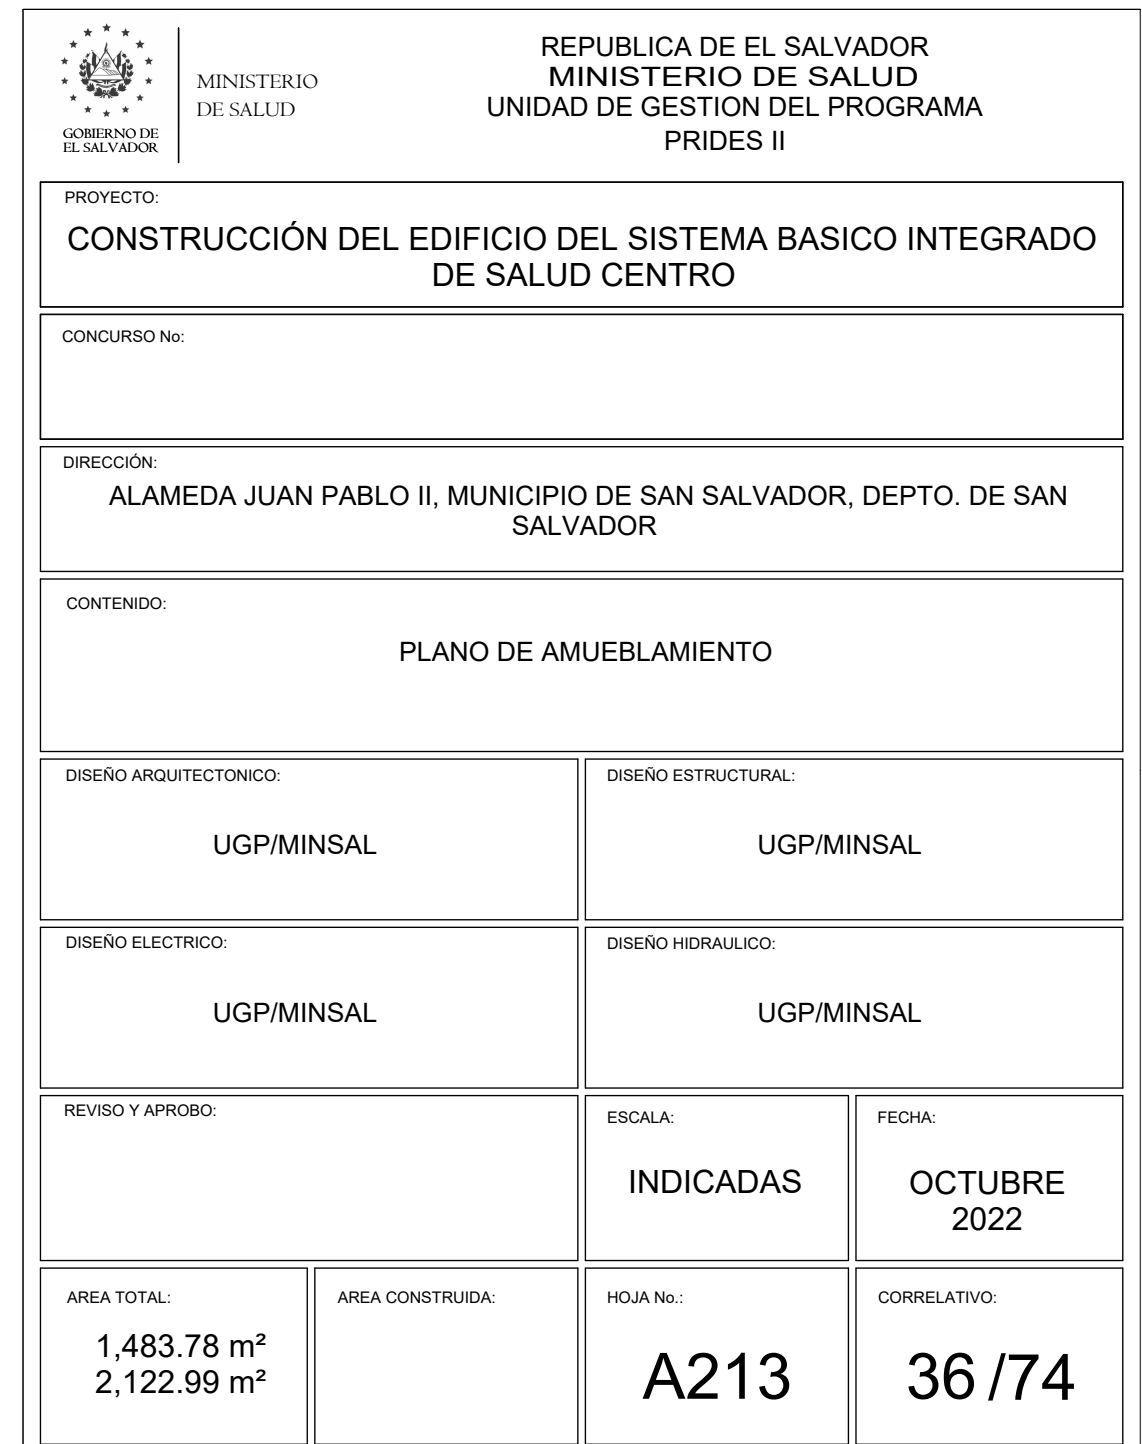 GOBIERNO DE
EL SALVADOR
MINISTERIO
DE SALUD
REPUBLICA DE EL SALVADOR
MINISTERIO DE SALUD
UNIDAD DE GESTION DEL PROGRAMA
PRIDES II
PROYECTO:
CONSTRUCCIÓN DEL EDIFICIO DEL SISTEMA BASICO INTEGRADO
DE SALUD CENTRO
CONCURSO No:
DIRECCIÓN:
ALAMEDA JUAN PABLO II, MUNICIPIO DE SAN SALVADOR, DEPTO. DE SAN
SALVADOR
CONTENIDO:
PLANO DE AMUEBLAMIENTO
DISEÑO ARQUITECTONICO:
UGP/MINSAL
DISEÑO ESTRUCTURAL:
UGP/MINSAL
DISEÑO ELECTRICO:
UGP/MINSAL
DISEÑO HIDRAULICO:
UGP/MINSAL
REVISO Y APROBO:
ESCALA:
INDICADAS
FECHA:
OCTUBRE
2022
AREA TOTAL:
1,483.78 m²
2,122.99 m²
AREA CONSTRUIDA:
HOJA No.:
A213
CORRELATIVO:
36 /74